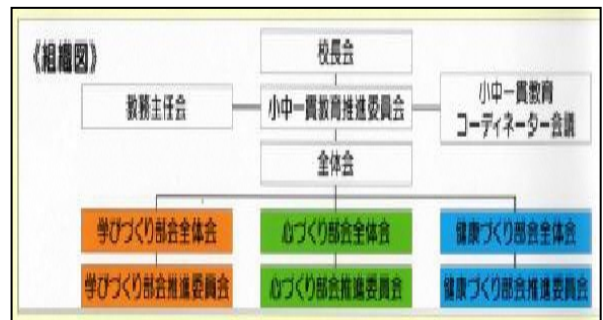 《組織図》
校長会
教務主任会
小中一貫教育推進委員会
小中一貫教育
コーディネーター会議
全体会
学びづくり部会全体会
心づくり部会全体会
健康づくり部会全体会
学びづくり部会推進委員会
心づくり部会推進委員会
健康づくり部会推進委員会